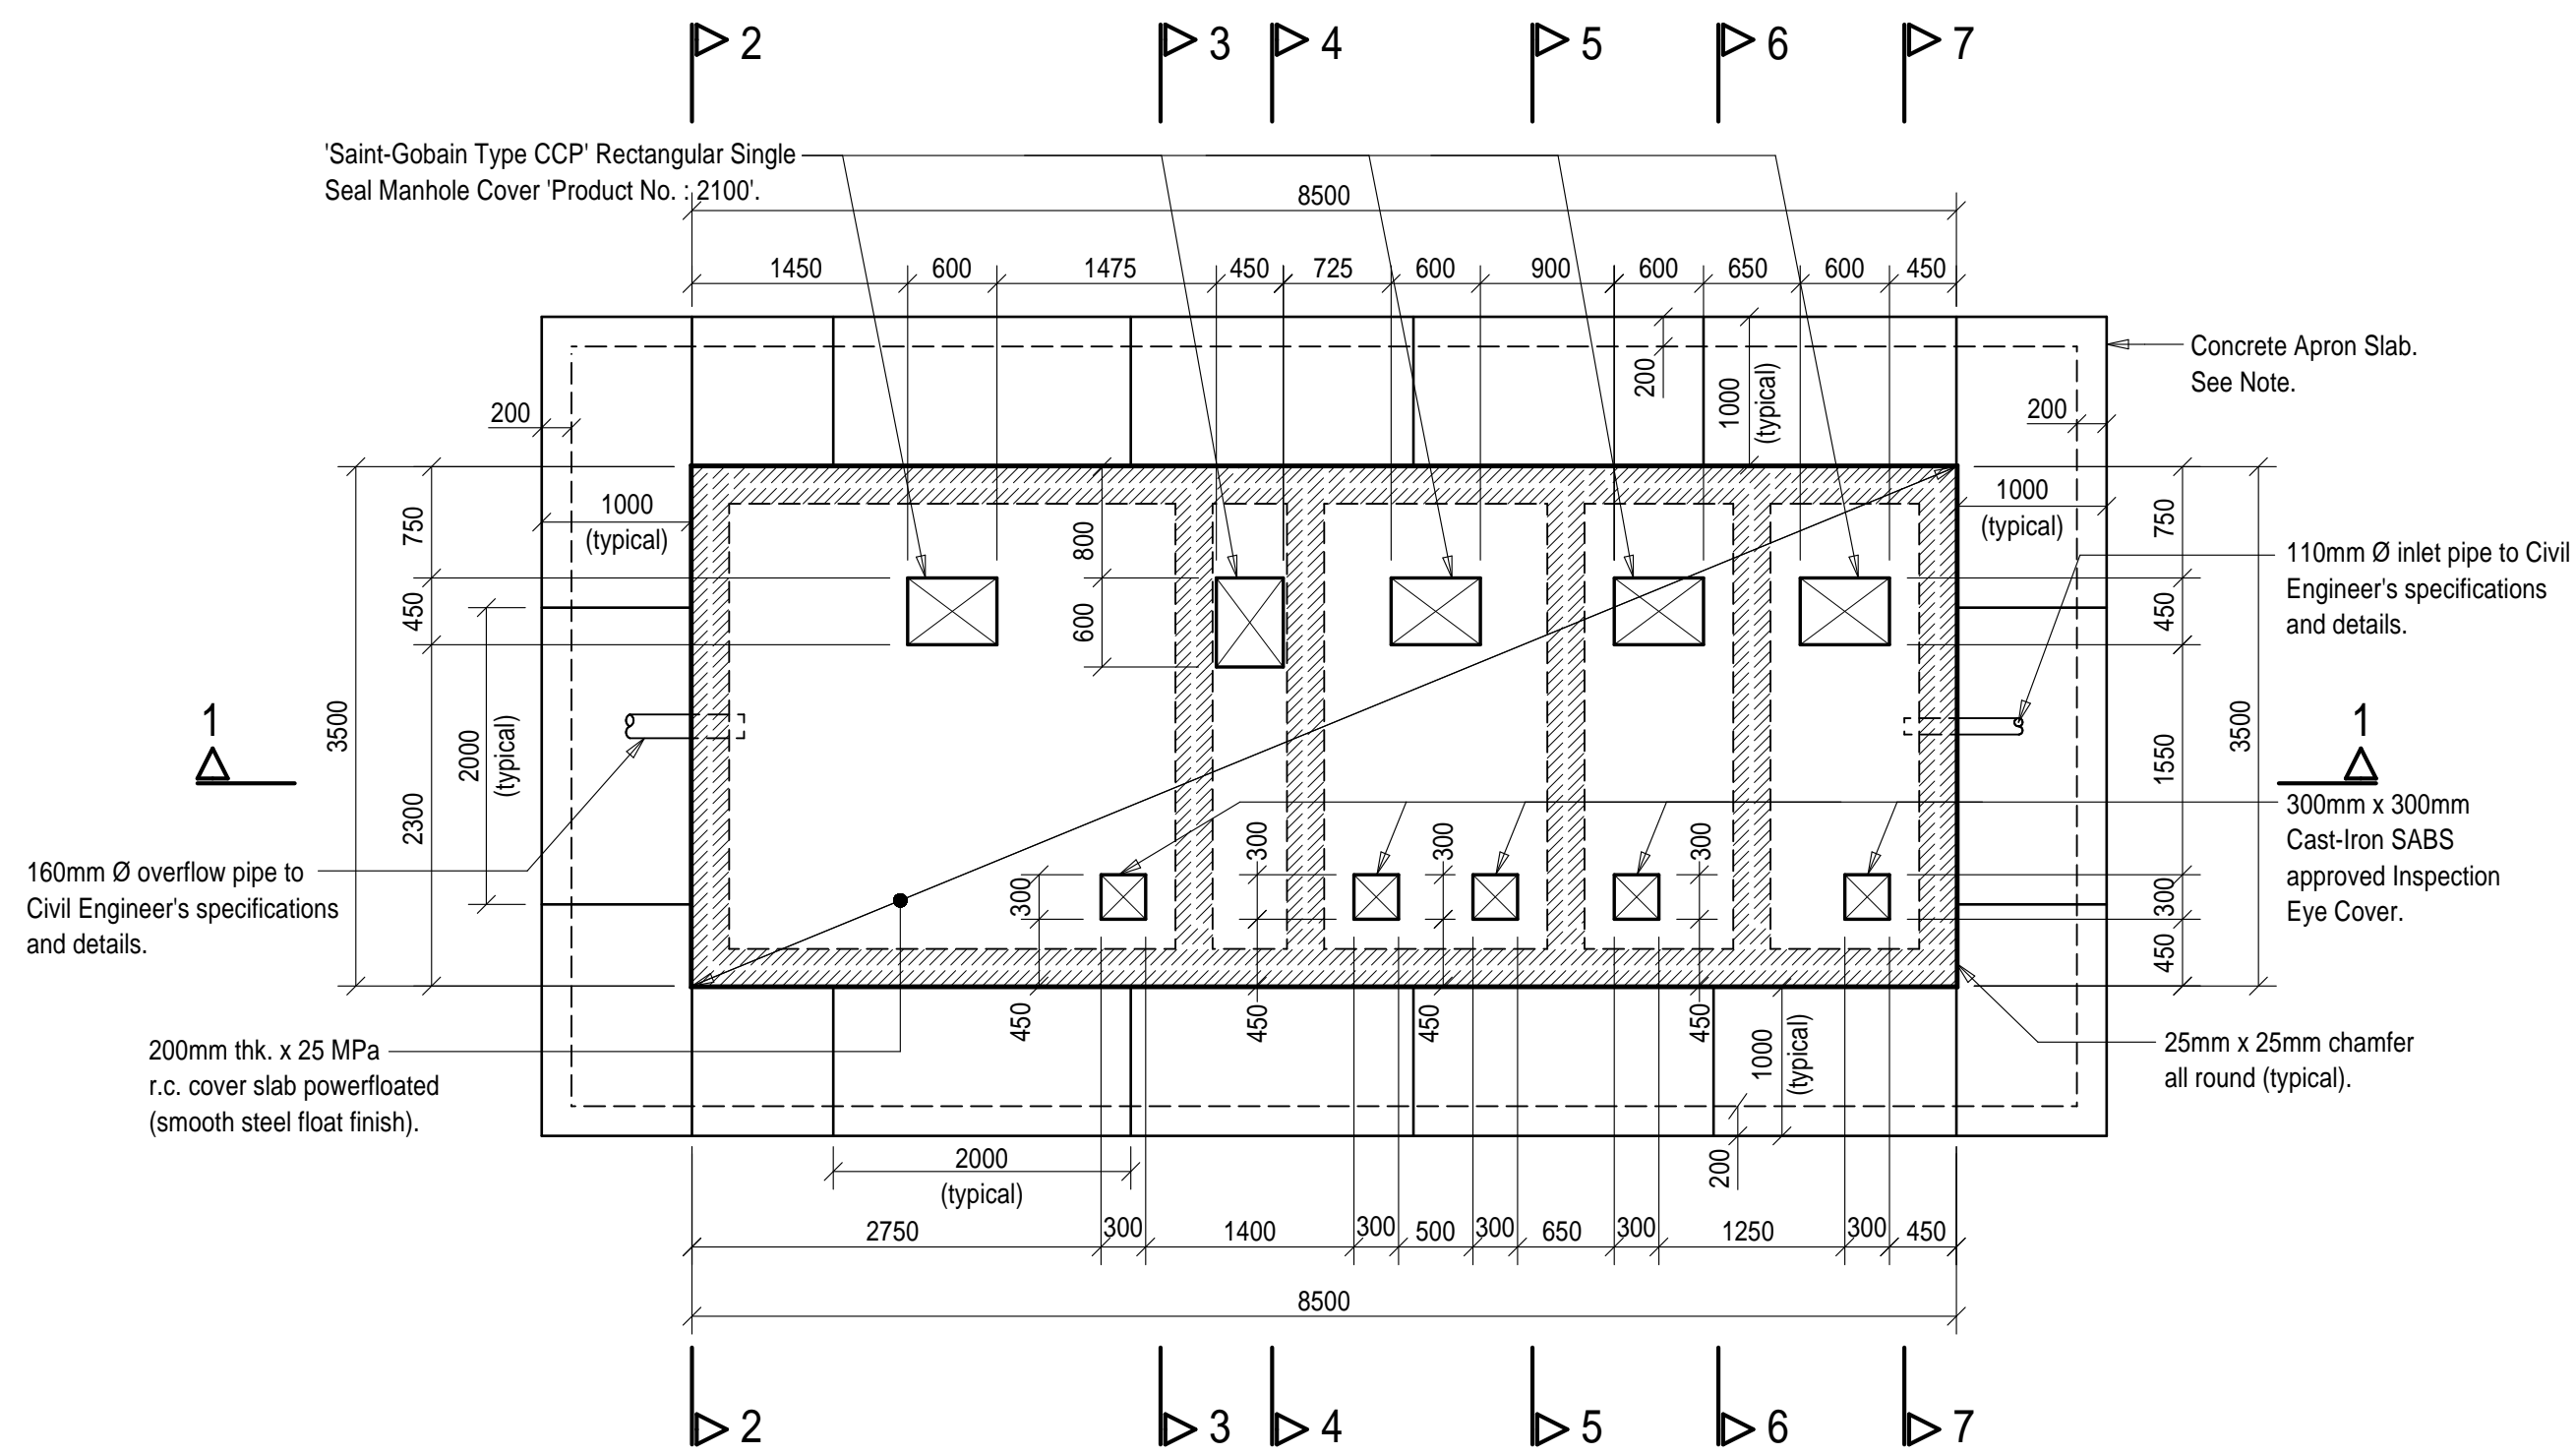 2 3 4 5 6 7
'Saint-Gobain Type CCP' Rectangular Single
Seal Manhole Cover 'Product No. : 2100'.
8500
1450 600 1475 450 725 600 900 600 650 600 450
Concrete Apron Slab.
See Note.
200
1000
(typical)
200
200
1000
(typical)
1000
(typical)
750
450
2300
3500
2000
(typical)
800
600
750
450
1550
300
450
3500
110mm Ø inlet pipe to Civil
Engineer's specifications
and details.
1
1
300mm x 300mm
Cast-Iron SABS
approved Inspection
Eye Cover.
160mm Ø overflow pipe to
Civil Engineer's specifications
and details.
300
300
300
300
450
450
450
450
200mm thk. x 25 MPa
r.c. cover slab powerfloated
(smooth steel float finish).
25mm x 25mm chamfer
all round (typical).
1000
(typical)
200
2000
(typical)
2750 300 1400 300 500 300 650 300 1250 300 450
8500
2 3 4 5 6 7